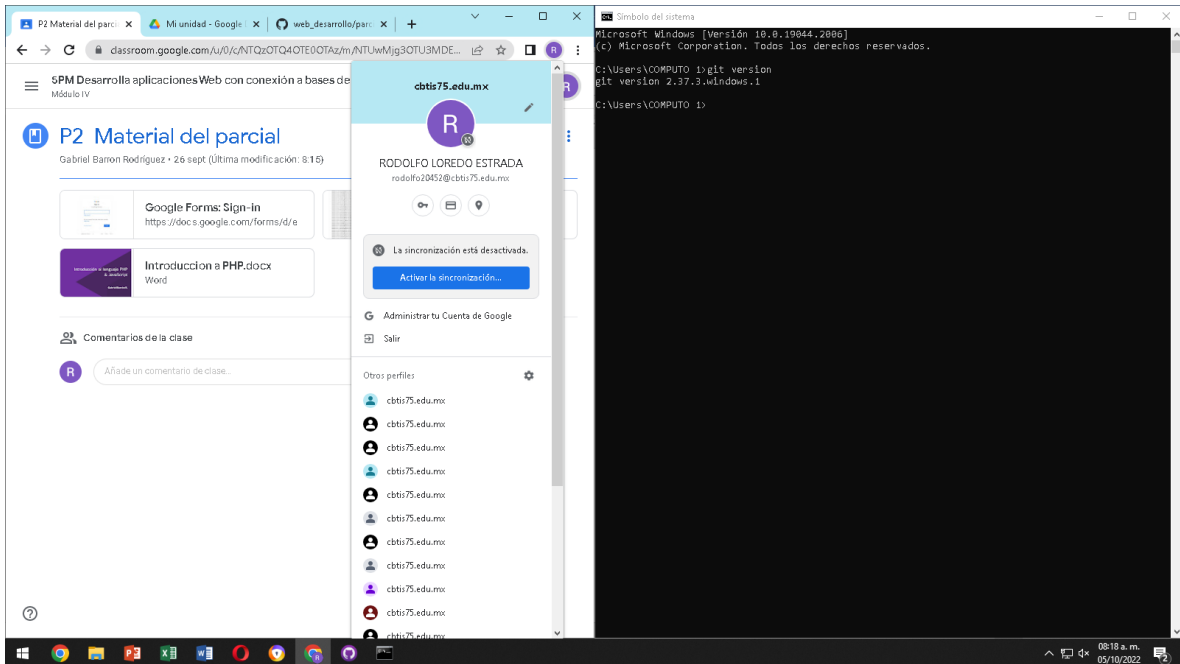 P2 Material del parci
Mi unidad - Google
web_desarrollo/parc
classroom.google.com/u/0/c/NTQzOTQ4OTE0OTAz/m/NTUwMjg3OTU3MDE...
R
5PM Desarrolla aplicaciones Web con conexión a bases de
Módulo IV
R
P2 Material del parcial
Gabriel Barron Rodríguez • 26 sept (Última modificación: 8:15)
Google Forms: Sign-in
https://docs.google.com/forms/d/e
Introduccion a PHP.docx
Word
Comentarios de la clase
R
Añade un comentario de clase...
cbtis75.edu.mx
R
RODOLFO LOREDO ESTRADA
rodolfo20452@cbtis75.edu.mx
La sincronización está desactivada.
Activar la sincronización...
G Administrar tu Cuenta de Google
Salir
Otros perfiles
cbtis75.edu.mx
cbtis75.edu.mx
cbtis75.edu.mx
cbtis75.edu.mx
cbtis75.edu.mx
cbtis75.edu.mx
cbtis75.edu.mx
cbtis75.edu.mx
cbtis75.edu.mx
cbtis75.edu.mx
cbtis75.edu.mx
Símbolo del sistema
Microsoft Windows [Versión 10.0.19044.2006]
(c) Microsoft Corporation. Todos los derechos reservados.
C:\Users\COMPUTO 1>git version
git version 2.37.3.windows.1
C:\Users\COMPUTO 1>
08:18 a. m.
05/10/2022